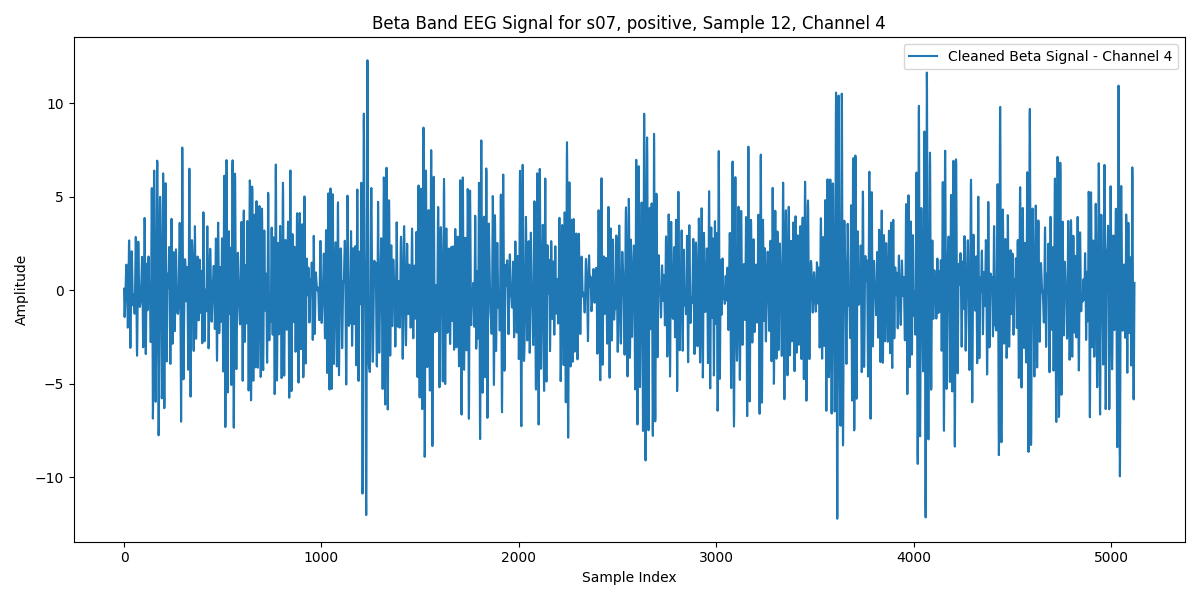 Beta Band EEG Signal for s07, positive, Sample 12, Channel 4
Cleaned Beta Signal - Channel 4
Amplitude
10
5
0
−5
−10
0 1000 2000 3000 4000 5000
Sample Index